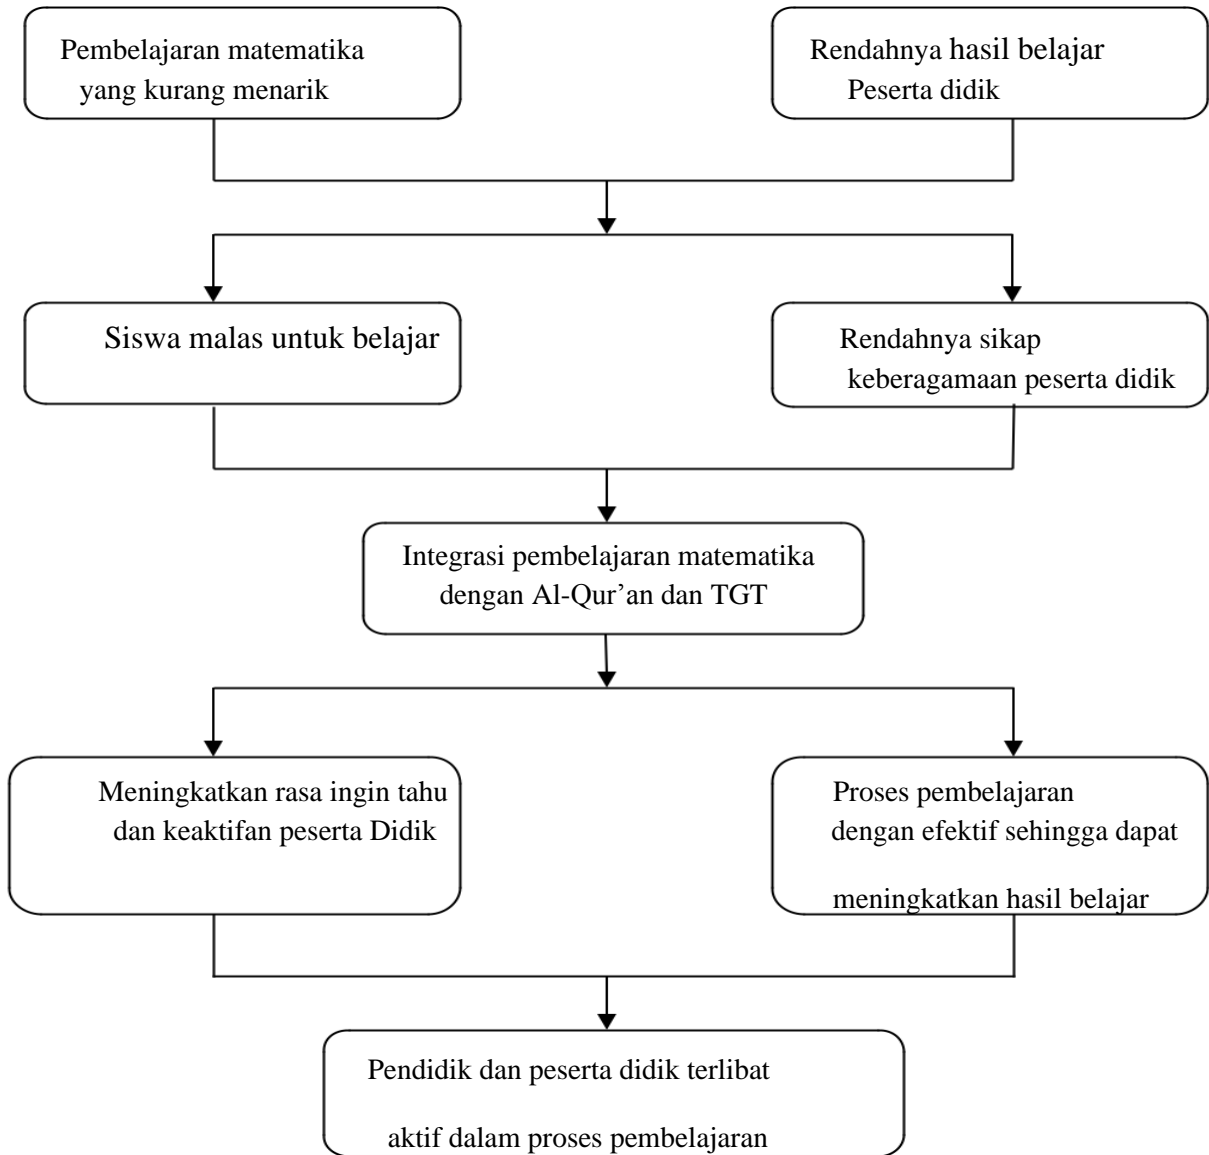 Pembelajaran matematika
yang kurang menarik
Rendahnya hasil belajar
Peserta didik
Siswa malas untuk belajar
Rendahnya sikap
keberagamaan peserta didik
Integrasi pembelajaran matematika
dengan Al-Qur’an dan TGT
Meningkatkan rasa ingin tahu
dan keaktifan peserta Didik
Proses pembelajaran
dengan efektif sehingga dapat
meningkatkan hasil belajar
Pendidik dan peserta didik terlibat
aktif dalam proses pembelajaran